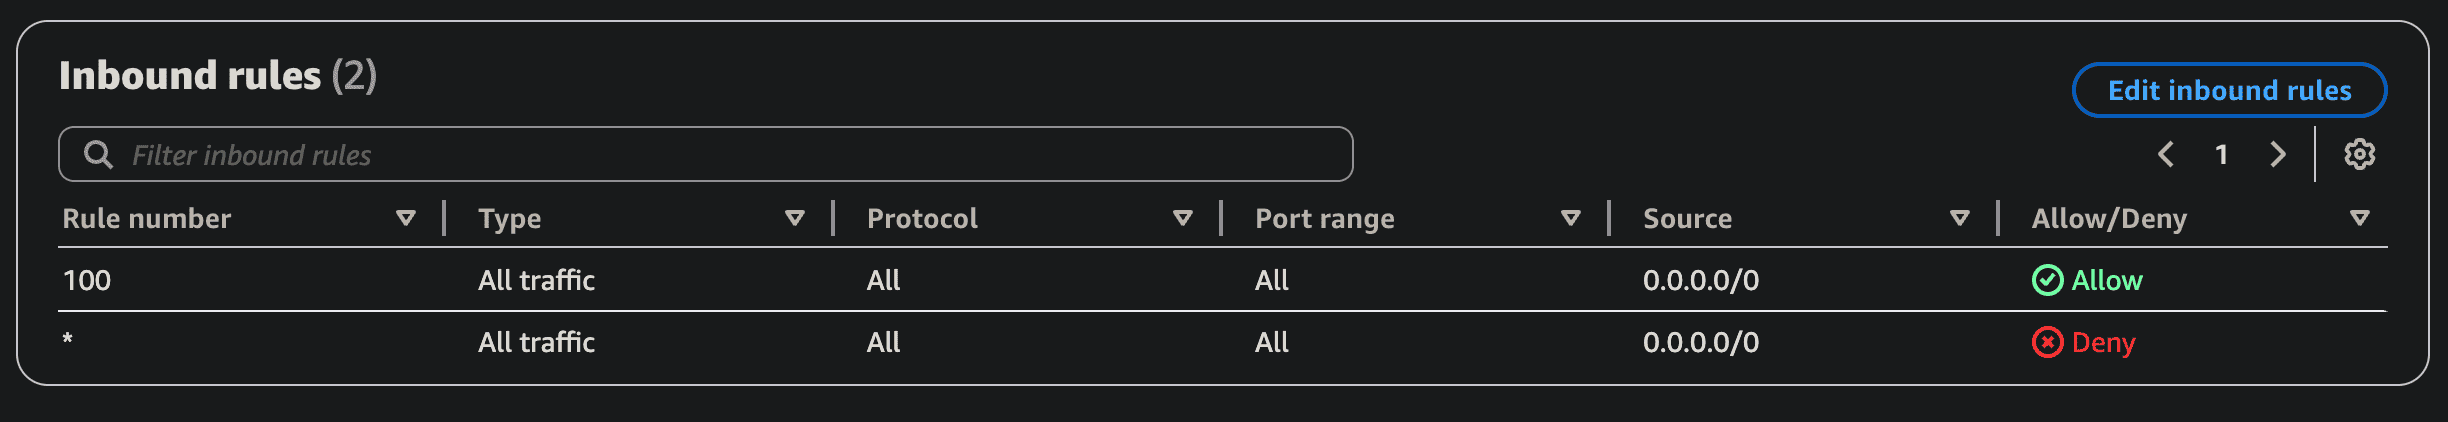 Inbound rules (2)
Edit inbound rules
Filter inbound rules
1
Rule number Type Protocol Port range Source Allow/Deny
100 All traffic All All 0.0.0.0/0 Allow
* All traffic All All 0.0.0.0/0 Deny